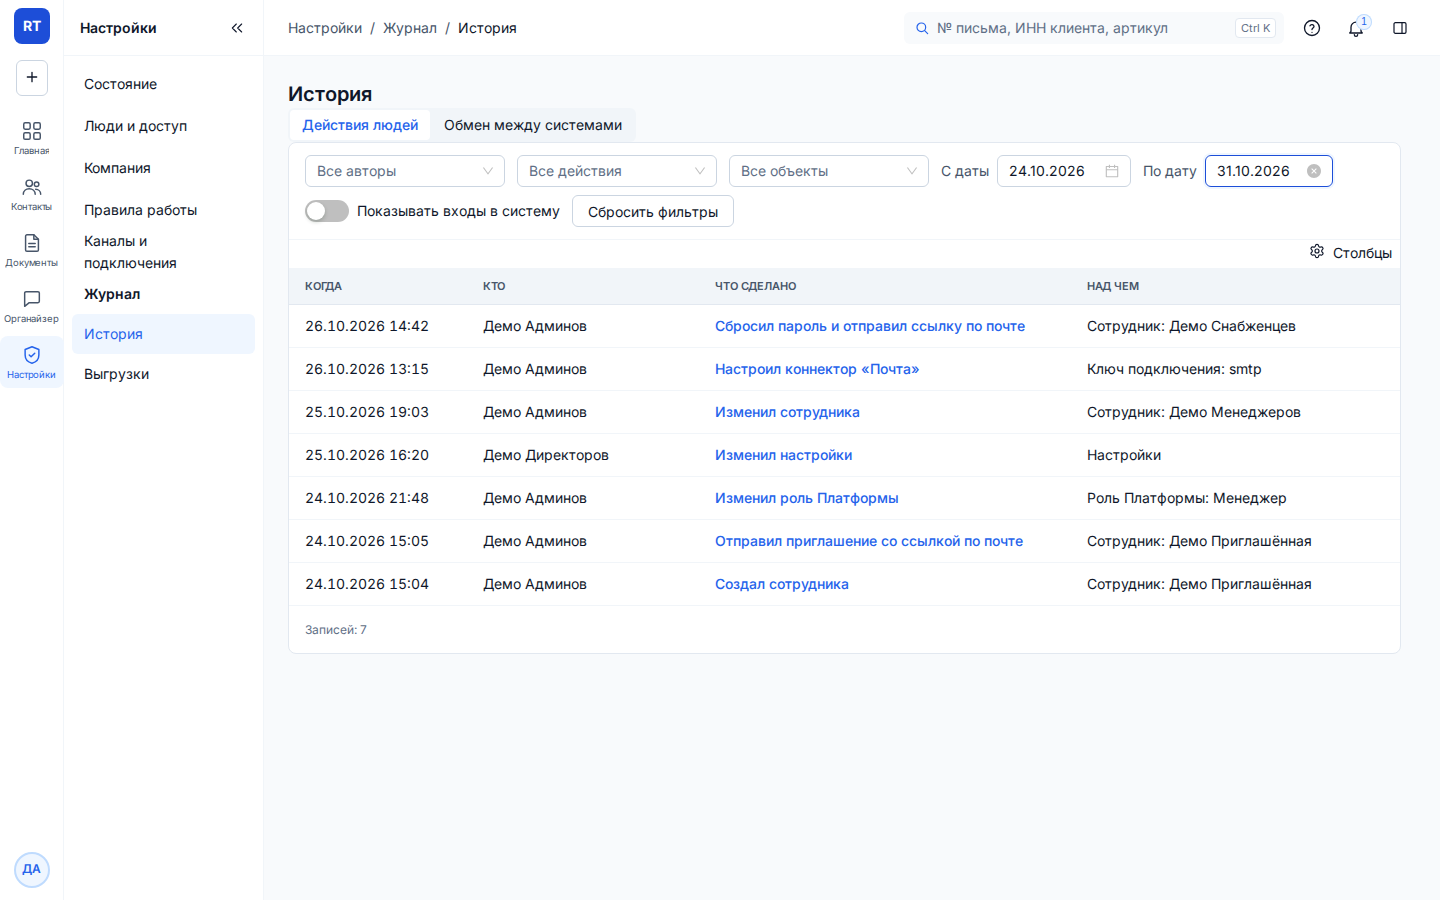 RT
Настройки
Настройки / Журнал / История
№ письма, ИНН клиента, артикул
Ctrl K
1
Главная
Контакты
Документы
Органайзер
Настройки
ДА
Состояние
Люди и доступ
Компания
Правила работы
Каналы и
подключения
Журнал
История
Выгрузки
История
Действия людей Обмен между системами
Все авторы Все действия Все объекты С даты 24.10.2026 По дату 31.10.2026
Показывать входы в систему Сбросить фильтры
Столбцы
КОГДА КТО ЧТО СДЕЛАНО НАД ЧЕМ
26.10.2026 14:42 Демо Админов Сбросил пароль и отправил ссылку по почте Сотрудник: Демо Снабженцев
26.10.2026 13:15 Демо Админов Настроил коннектор «Почта» Ключ подключения: smtp
25.10.2026 19:03 Демо Админов Изменил сотрудника Сотрудник: Демо Менеджеров
25.10.2026 16:20 Демо Директоров Изменил настройки Настройки
24.10.2026 21:48 Демо Админов Изменил роль Платформы Роль Платформы: Менеджер
24.10.2026 15:05 Демо Админов Отправил приглашение со ссылкой по почте Сотрудник: Демо Приглашённая
24.10.2026 15:04 Демо Админов Создал сотрудника Сотрудник: Демо Приглашённая
Записей: 7